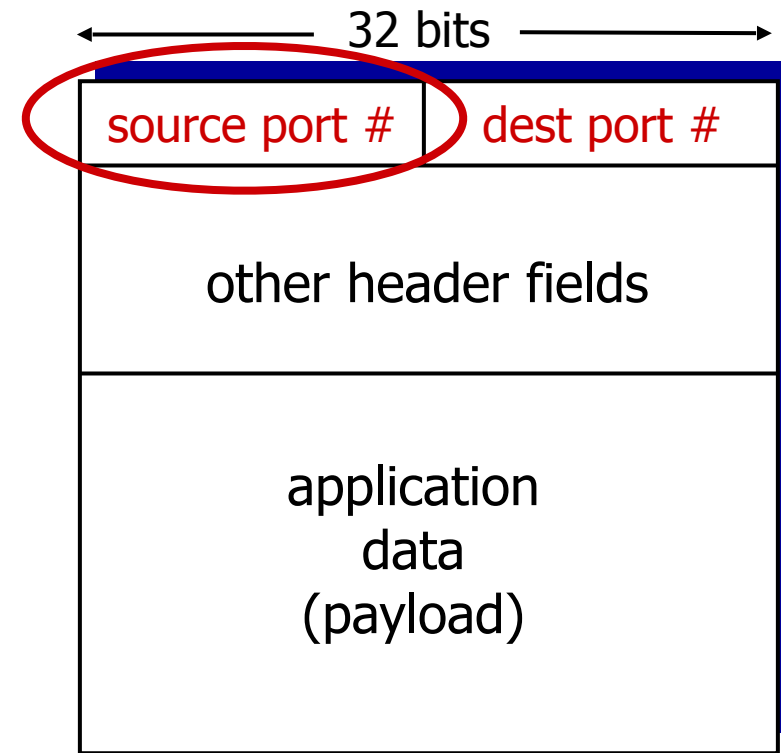 32 bits
source port # dest port #
other header fields
application
data
(payload)